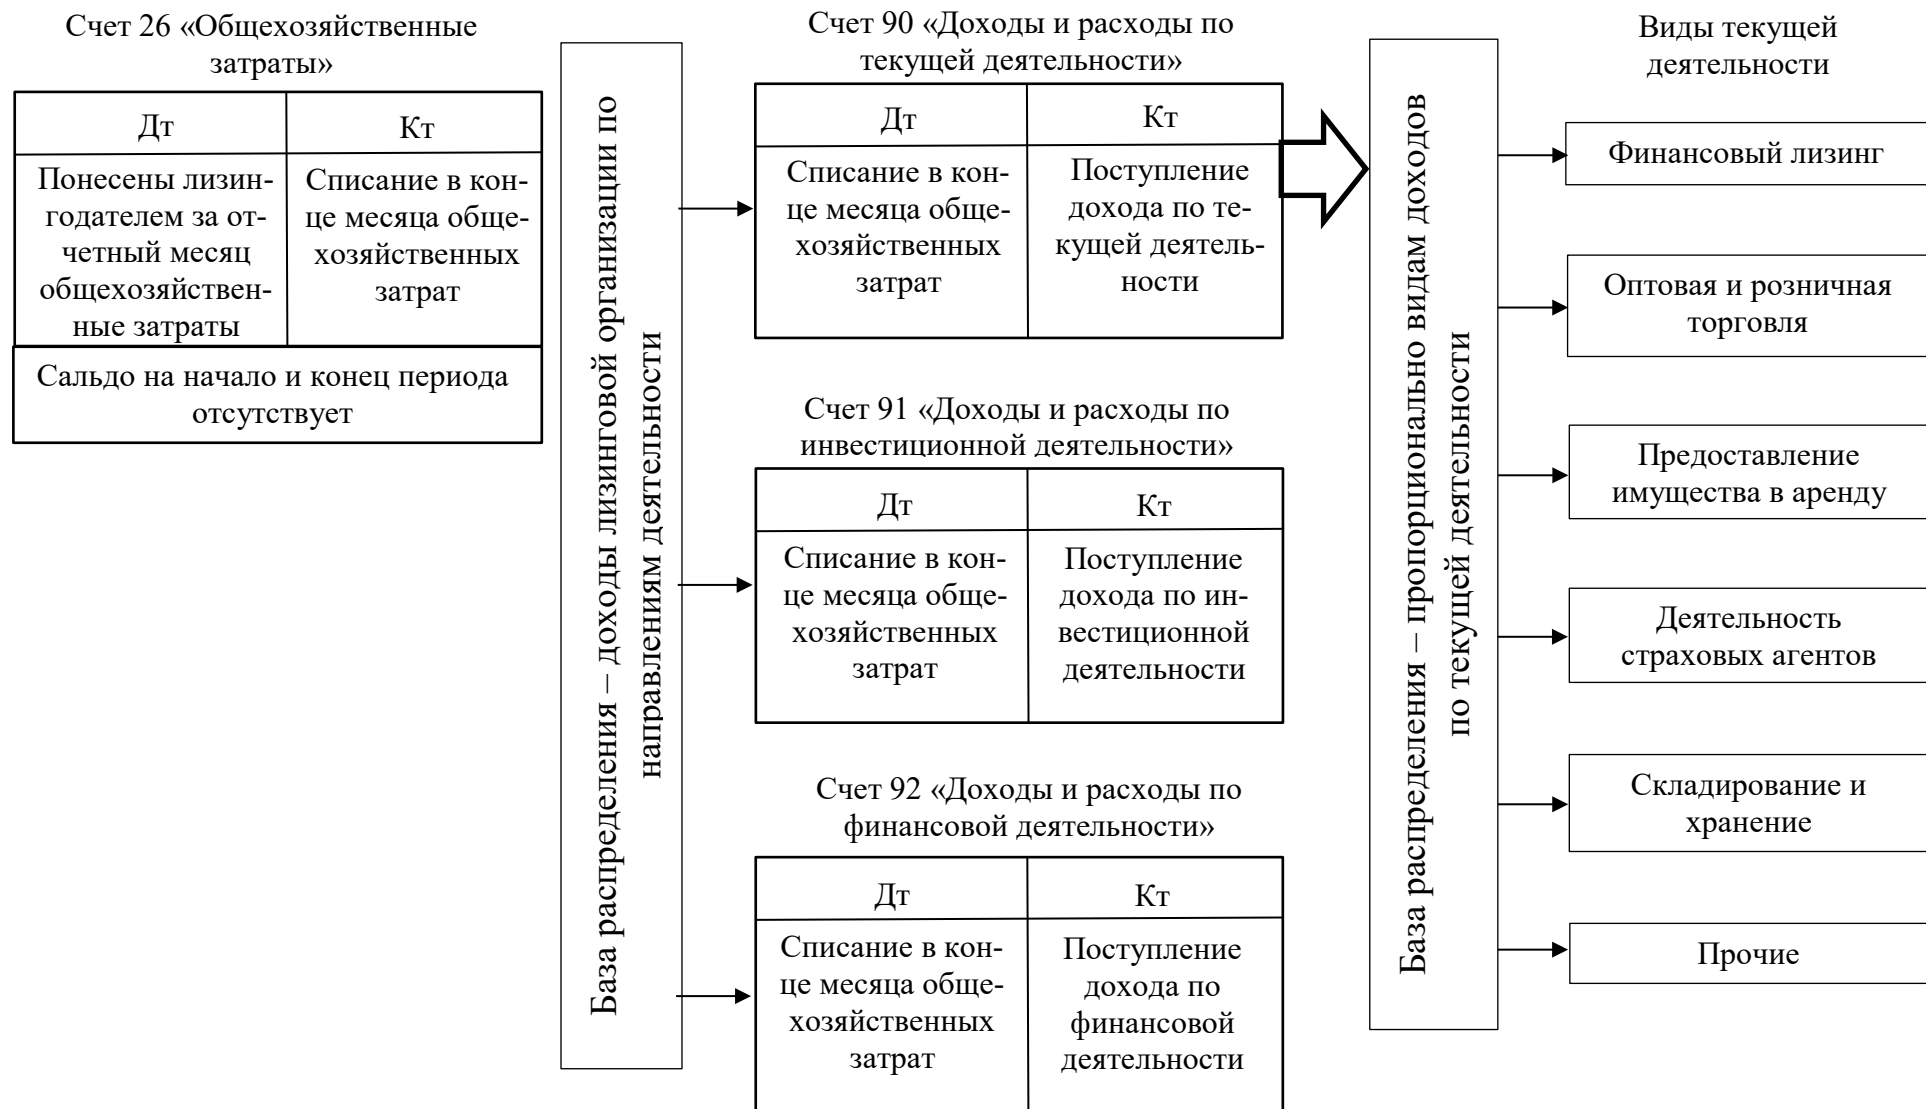 Счет 26 «Общехозяйственные
затраты»
Дт
Кт
Понесены лизин-
годателем за от-
четный месяц
общехозяйствен-
ные затраты
Списание в кон-
це месяца обще-
хозяйственных
затрат
Сальдо на начало и конец периода
отсутствует
База распределения – доходы лизинговой организации по
направлениям деятельности
Счет 90 «Доходы и расходы по
текущей деятельности»
Дт
Кт
Списание в кон-
це месяца обще-
хозяйственных
затрат
Поступление
дохода по те-
кущей деятель-
ности
Счет 91 «Доходы и расходы по
инвестиционной деятельности»
Дт
Кт
Списание в кон-
це месяца обще-
хозяйственных
затрат
Поступление
дохода по ин-
вестиционной
деятельности
Счет 92 «Доходы и расходы по
финансовой деятельности»
Дт
Кт
Списание в кон-
це месяца обще-
хозяйственных
затрат
Поступление
дохода по
финансовой
деятельности
База распределения – пропорционально видам доходов
по текущей деятельности
Виды текущей
деятельности
Финансовый лизинг
Оптовая и розничная
торговля
Предоставление
имущества в аренду
Деятельность
страховых агентов
Складирование и
хранение
Прочие